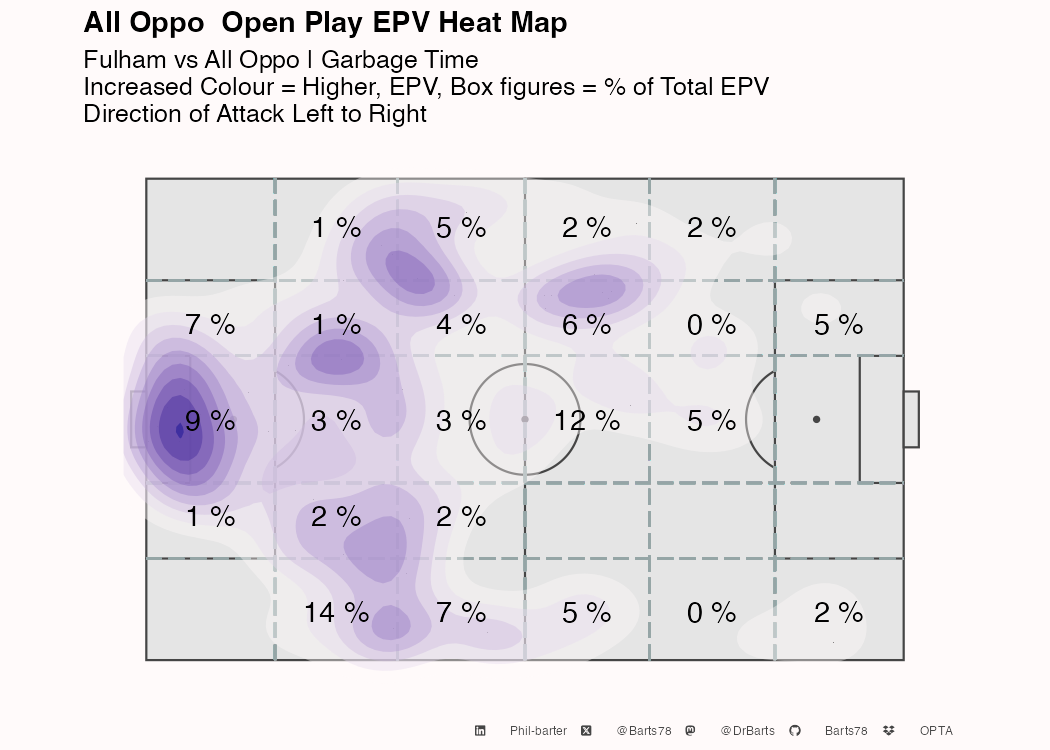 All Oppo  Open Play EPV Heat Map
Fulham vs All Oppo | Garbage Time
Increased Colour = Higher, EPV, Box figures = % of Total EPV
Direction of Attack Left to Right
1 % 5 % 2 % 2 %
7 % 1 % 4 % 6 % 0 % 5 %
9 % 3 % 3 % 12 % 5 %
1 % 2 % 2 %
14 % 7 % 5 % 0 % 2 %
Phil-barter @Barts78 @DrBarts Barts78 OPTA